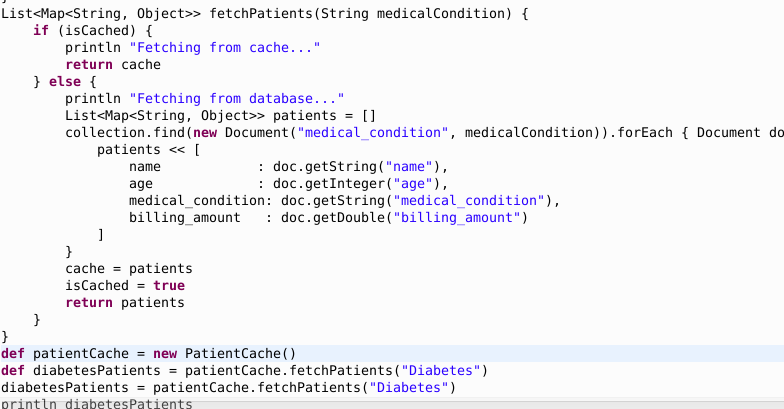 List<Map<String, Object>> fetchPatients(String medicalCondition) {
    if (isCached) {
        println "Fetching from cache..."
        return cache
    } else {
        println "Fetching from database..."
        List<Map<String, Object>> patients = []
        collection.find(new Document("medical_condition", medicalCondition)).forEach { Document do
            patients << [
                name            : doc.getString("name"),
                age             : doc.getInteger("age"),
                medical_condition: doc.getString("medical_condition"),
                billing_amount   : doc.getDouble("billing_amount")
            ]
        }
        cache = patients
        isCached = true
        return patients
    }
}
def patientCache = new PatientCache()
def diabetesPatients = patientCache.fetchPatients("Diabetes")
diabetesPatients = patientCache.fetchPatients("Diabetes")
println diabetesPatients